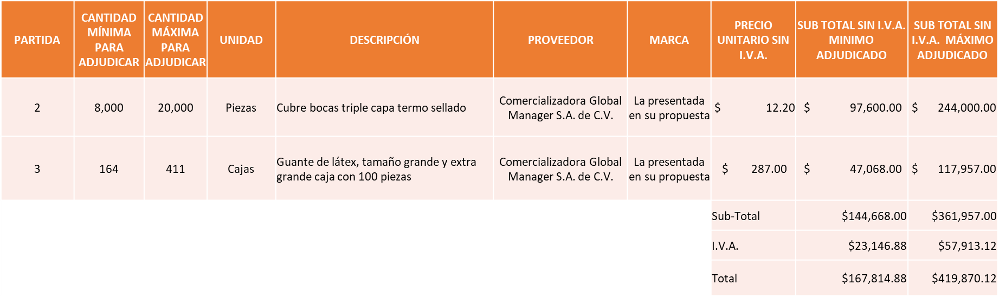 PARTIDA
CANTIDAD
MÍNIMA
PARA
ADJUDICAR
CANTIDAD
MÁXIMA
PARA
ADJUDICAR
UNIDAD
DESCRIPCIÓN
PROVEEDOR
MARCA
PRECIO
UNITARIO SIN
I.V.A.
SUB TOTAL SIN I.V.A.
MINIMO
ADJUDICADO
SUB TOTAL SIN
I.V.A. MÁXIMO
ADJUDICADO
2
8,000
20,000
Piezas
Cubre bocas triple capa termo sellado
Comercializadora Global
Manager S.A. de C.V.
La presentada
en su propuesta
$ 12.20
$ 97,600.00
$ 244,000.00
3
164
411
Cajas
Guante de látex, tamaño grande y extra
grande caja con 100 piezas
Comercializadora Global
Manager S.A. de C.V.
La presentada
en su propuesta
$ 287.00
$ 47,068.00
$ 117,957.00
Sub-Total
$144,668.00
$361,957.00
I.V.A.
$23,146.88
$57,913.12
Total
$167,814.88
$419,870.12